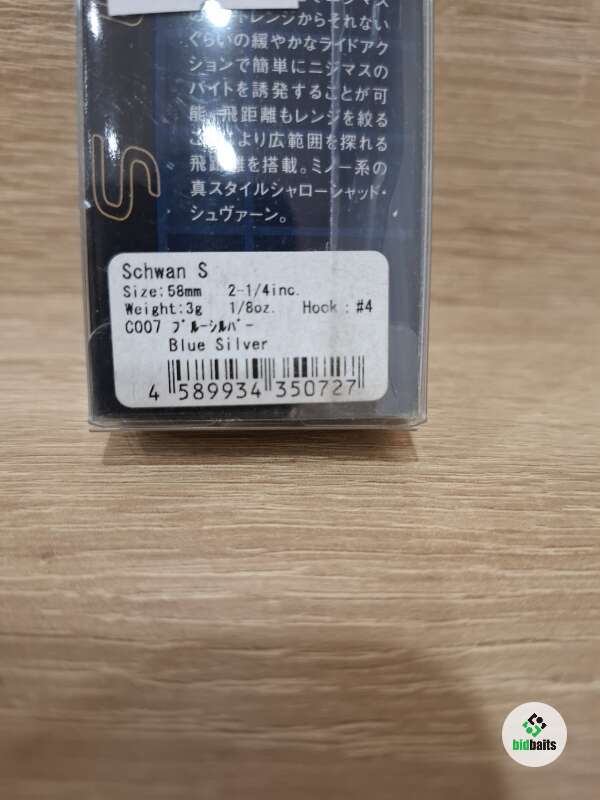 でニジマス
トレンジからそれない
ぐらいの緩やかなライドアク
ションで簡単にニジマスの
バイトを誘発することが可
能。飛距離もレンジを絞る
こ　より広範囲を探れる
飛距離を搭載。ミノー系の
真スタイルシャローシャッド・
シュヴァーン。
S
Schwan S
Size:58mm 2-1/4inc.
Weight:3g 1/8oz. Hook : #4
C007 ブルーシルバー
Blue Silver
4 589934 350727
bidbaits